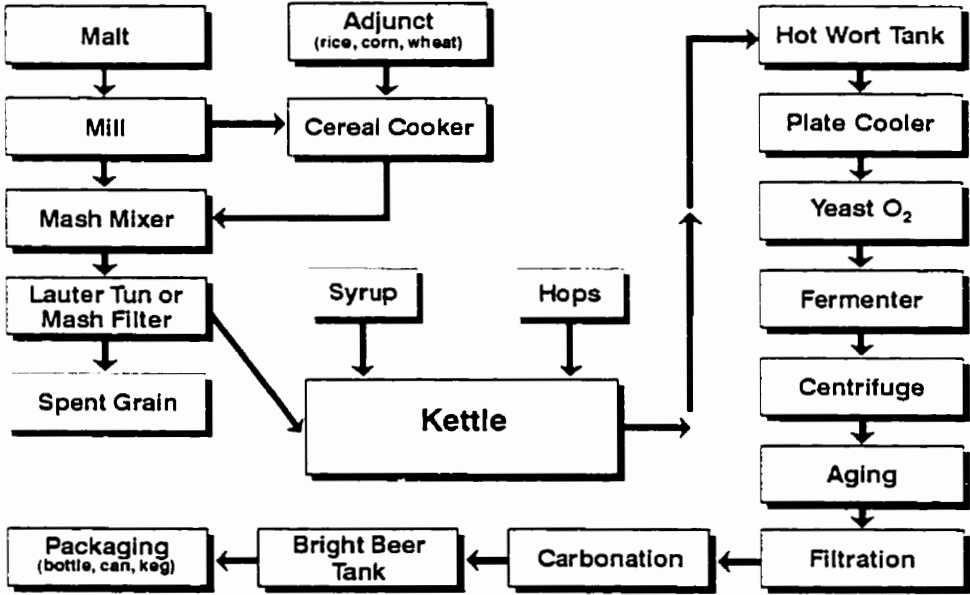 Malt
Adjunct
(rice, corn, wheat)
Hot Wort Tank
Mill
Cereal Cooker
Plate Cooler
Mash Mixer
Yeast O₂
Lauter Tun or
Mash Filter
Syrup
Hops
Fermenter
Spent Grain
Kettle
Centrifuge
Aging
Packaging
(bottle, can, keg)
Bright Beer
Tank
Carbonation
Filtration